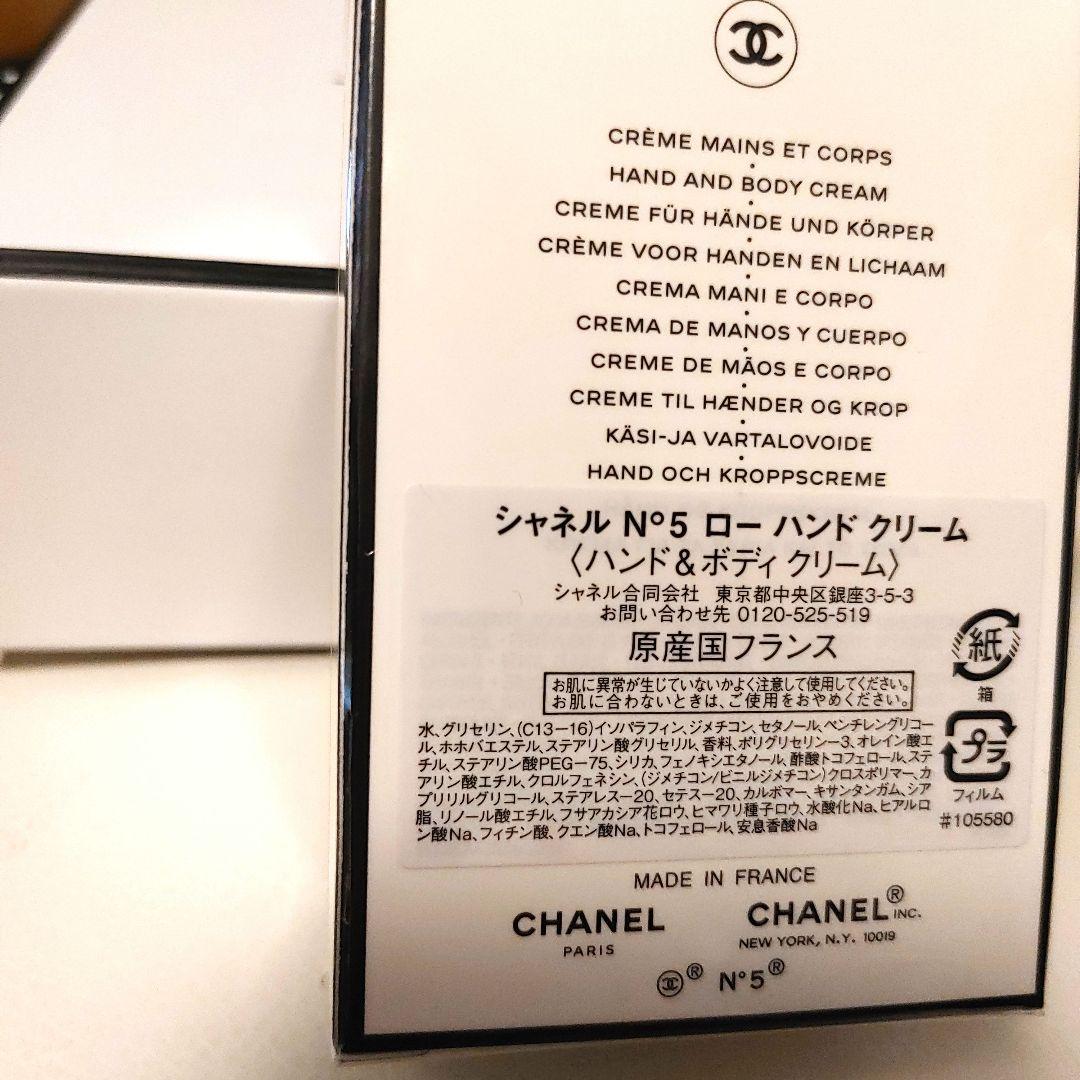 CRÈME MAINS ET CORPS
HAND AND BODY CREAM
CREME FÜR HÄNDE UND KÖRPER
CRÈME VOOR HANDEN EN LICHAAM
CREMA MANI E CORPO
CREMA DE MANOS Y CUERPO
CREME DE MÃOS E CORPO
CREME TIL HÆNDER OG KROP
KÄSI-JA VARTALOVOIDE
HAND OCH KROPPSCREME
シャネル N°5 ロー ハンド クリーム
〈ハンド＆ボディ クリーム〉
シャネル合同会社 東京都中央区銀座3-5-3
お問い合わせ先 0120-525-519
原産国フランス
お肌に異常が生じていないかよく注意して使用してください。
お肌に合わないときは、ご使用をおやめください。
水、グリセリン、(C13－16)イソパラフィン、ジメチコン、セタノール、ペンチレングリコー
ル、ホホバエステル、ステアリン酸グリセリル、香料、ポリグリセリン－3、オレイン酸エ
チル、ステアリン酸PEG－75、シリカ、フェノキシエタノール、酢酸トコフェロール、ステ
アリン酸エチル、クロルフェネシン、(ジメチコン/ビニルジメチコン)クロスポリマー、カ
プリリルグリコール、ステアレス－20、セテス－20、カルボマー、キサンタンガム、シア
脂、リノール酸エチル、フサアカシア花ロウ、ヒマワリ種子ロウ、水酸化Na、ヒアルロ
ン酸Na、フィチン酸、クエン酸Na、トコフェロール、安息香酸Na
紙
箱
プラ
フィルム
#105580
MADE IN FRANCE
CHANEL
PARIS
CHANEL® INC.
NEW YORK, N.Y. 10019
® N°5®